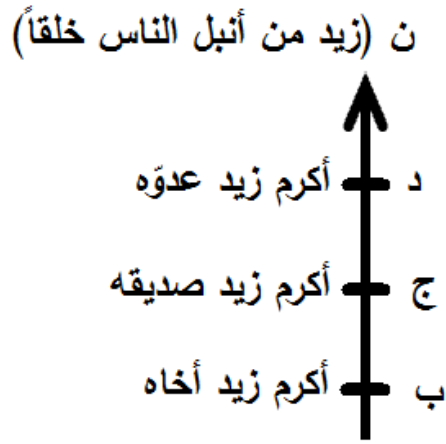 ن (زيد من أنبل الناس خلقاً)
د أكرم زيد عدوّه
ج أكرم زيد صديقه
ب أكرم زيد أخاه